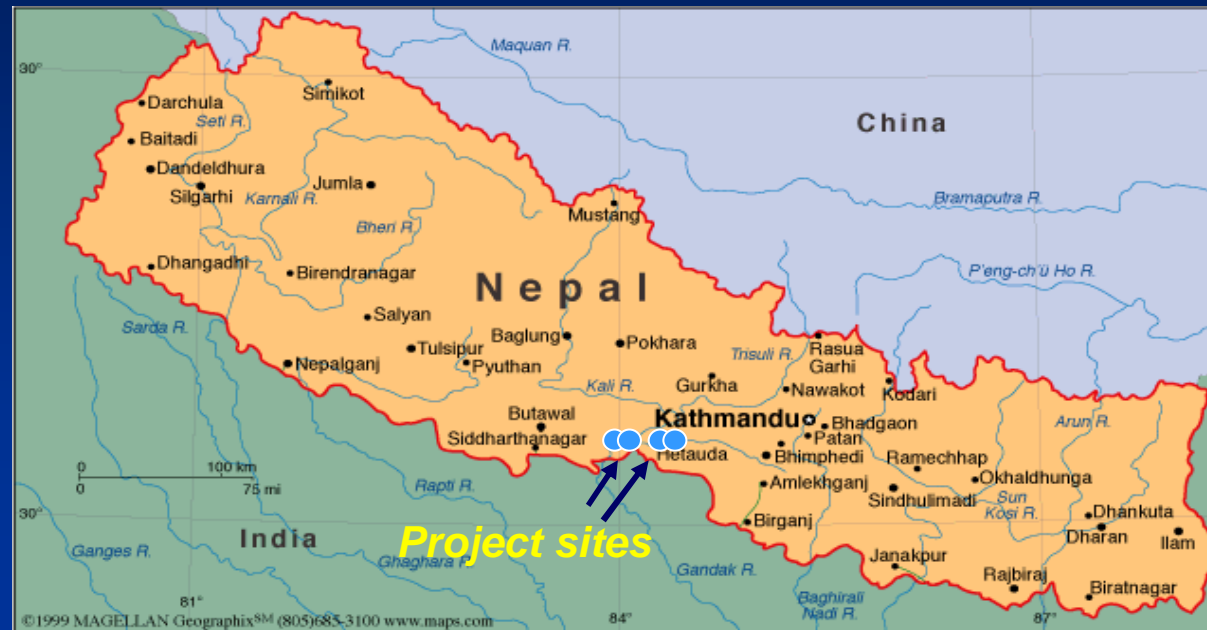 Maquan R.
30°
Simikot
Darchula
Seti R.
China
Baitadi
Dandeldhura
Silgarhi
Karnali R.
Jumla
Bramaputra R.
Mustang
Bheri R.
Dhangadhi
Birendranagar
P'eng-ch'ü Ho R.
Nepal
Salyan
Sarda R.
Baglung
Pokhara
Tulsipur
Trisuli R.
Rasua
Garhi
Nepalganj
Pyuthan
Kali R.
Gurkha
Nawakot
Kodari
Butawal
Kathmandu
Bhadgaon
Arun R.
Siddharthanagar
Patan
Hetauda
Bhimphedi
Ramechhap
0 100 km
0 75 mi
Rapti R.
Amlekhganj
Okhaldhunga
Sindhulimadi
Sun
Kosi R.
30°
Birganj
Dhankuta
India
Project sites
Dharan
Ilam
Ganges R.
Ghaghara R.
Gandak R.
Janakpur
Rajbiraj
Biratnagar
Baghirali
Nadi R.
81°
84°
87°
©1999 MAGELLAN Geographix℠ (805)685-3100 www.maps.com